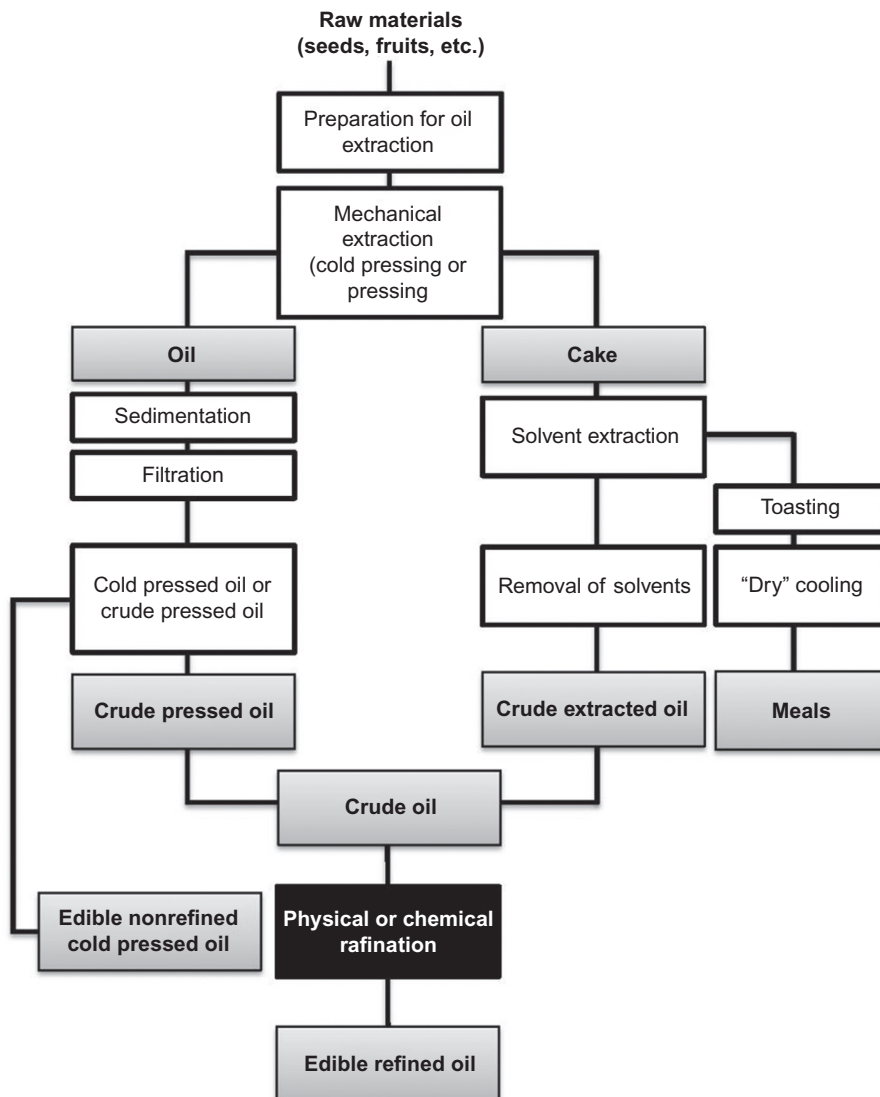 Raw materials
(seeds, fruits, etc.)
Preparation for oil
extraction
Mechanical
extraction
(cold pressing or
pressing
Oil
Cake
Sedimentation
Solvent extraction
Filtration
Toasting
Cold pressed oil or
crude pressed oil
Removal of solvents
“Dry” cooling
Crude pressed oil
Crude extracted oil
Meals
Crude oil
Edible nonrefined
cold pressed oil
Physical or chemical
rafination
Edible refined oil